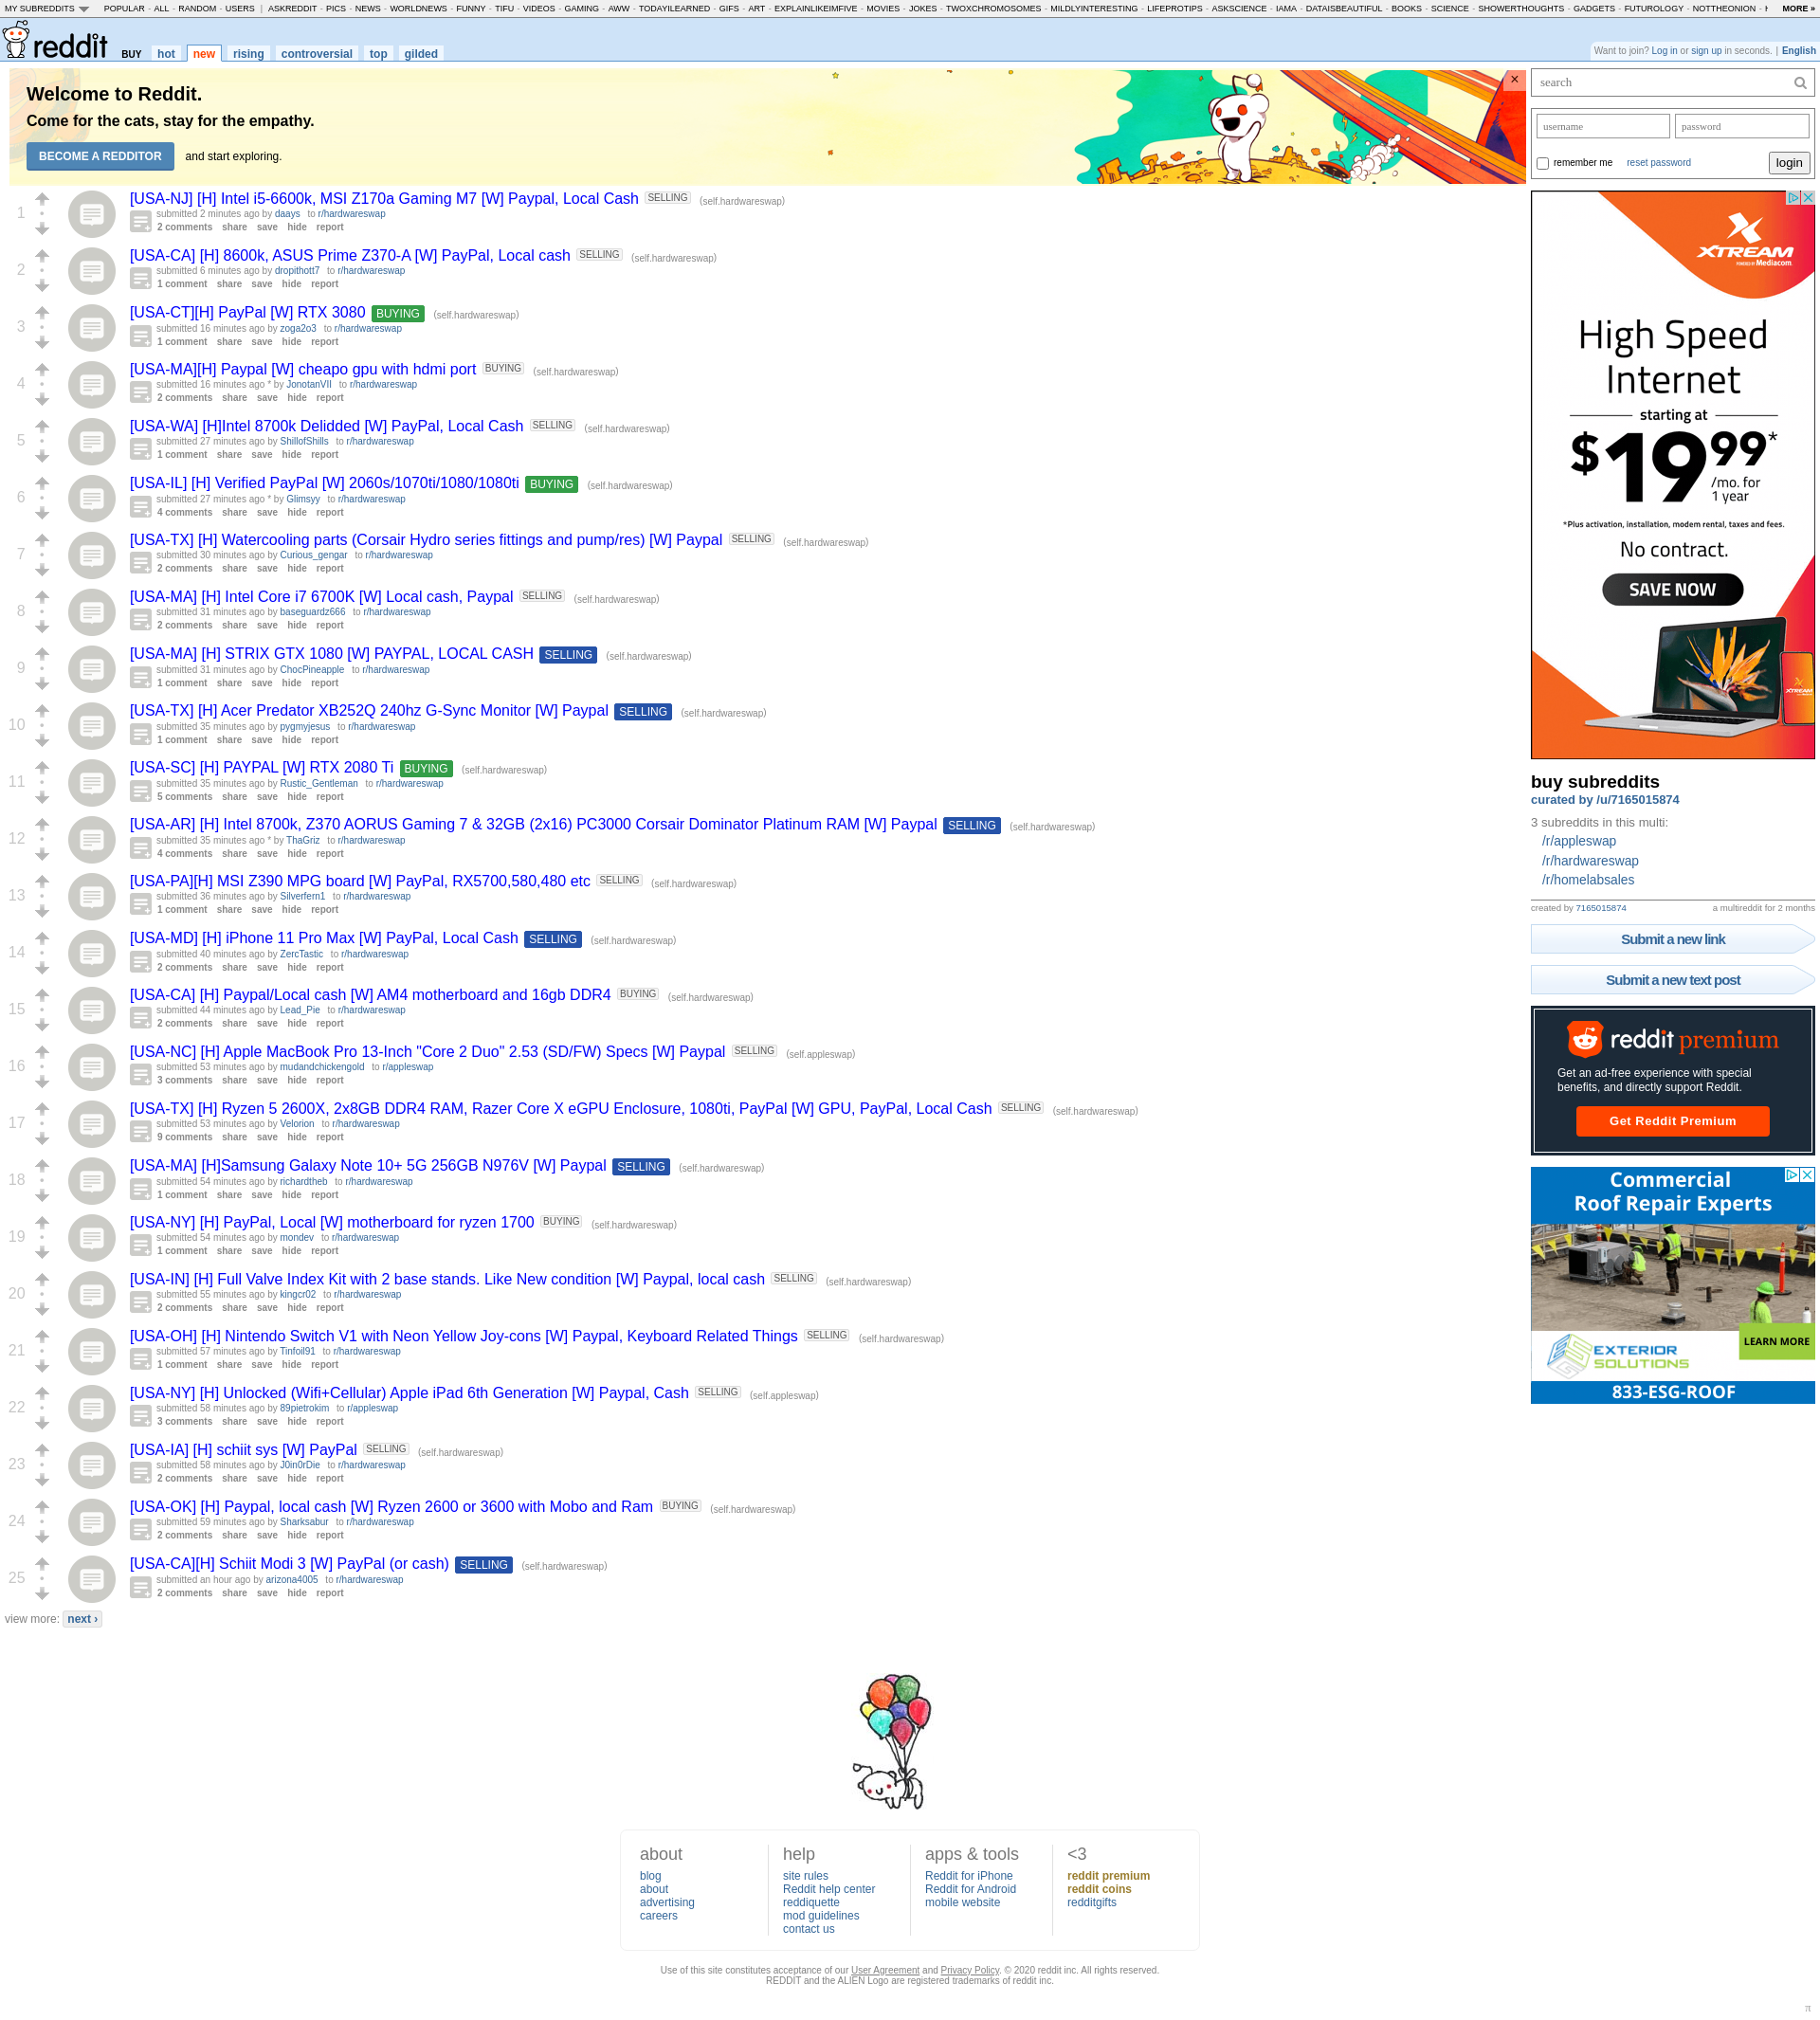 MY SUBREDDITS POPULAR - ALL - RANDOM - USERS | ASKREDDIT - PICS - NEWS - WORLDNEWS - FUNNY - TIFU - VIDEOS - GAMING - AWW - TODAYILEARNED - GIFS - ART - EXPLAINLIKEIMFIVE - MOVIES - JOKES - TWOXCHROMOSOMES - MILDLYINTERESTING - LIFEPROTIPS - ASKSCIENCE - IAMA - DATAISBEAUTIFUL - BOOKS - SCIENCE - SHOWERTHOUGHTS - GADGETS - FUTUROLOGY - NOTTHEONION - MORE »
reddit BUY hot new rising controversial top gilded
Want to join? Log in or sign up in seconds. | English
Welcome to Reddit.
Come for the cats, stay for the empathy.
BECOME A REDDITOR and start exploring.
×
1
[USA-NJ] [H] Intel i5-6600k, MSI Z170a Gaming M7 [W] Paypal, Local Cash SELLING (self.hardwareswap)
submitted 2 minutes ago by daays to r/hardwareswap
2 comments share save hide report
2
[USA-CA] [H] 8600k, ASUS Prime Z370-A [W] PayPal, Local cash SELLING (self.hardwareswap)
submitted 6 minutes ago by dropithott7 to r/hardwareswap
1 comment share save hide report
3
[USA-CT][H] PayPal [W] RTX 3080 BUYING (self.hardwareswap)
submitted 16 minutes ago by zoga2o3 to r/hardwareswap
1 comment share save hide report
4
[USA-MA][H] Paypal [W] cheapo gpu with hdmi port BUYING (self.hardwareswap)
submitted 16 minutes ago * by JonotanVII to r/hardwareswap
2 comments share save hide report
5
[USA-WA] [H]Intel 8700k Delidded [W] PayPal, Local Cash SELLING (self.hardwareswap)
submitted 27 minutes ago by ShillofShills to r/hardwareswap
1 comment share save hide report
6
[USA-IL] [H] Verified PayPal [W] 2060s/1070ti/1080/1080ti BUYING (self.hardwareswap)
submitted 27 minutes ago * by Glimsyy to r/hardwareswap
4 comments share save hide report
7
[USA-TX] [H] Watercooling parts (Corsair Hydro series fittings and pump/res) [W] Paypal SELLING (self.hardwareswap)
submitted 30 minutes ago by Curious_gengar to r/hardwareswap
2 comments share save hide report
8
[USA-MA] [H] Intel Core i7 6700K [W] Local cash, Paypal SELLING (self.hardwareswap)
submitted 31 minutes ago by baseguardz666 to r/hardwareswap
2 comments share save hide report
9
[USA-MA] [H] STRIX GTX 1080 [W] PAYPAL, LOCAL CASH SELLING (self.hardwareswap)
submitted 31 minutes ago by ChocPineapple to r/hardwareswap
1 comment share save hide report
10
[USA-TX] [H] Acer Predator XB252Q 240hz G-Sync Monitor [W] Paypal SELLING (self.hardwareswap)
submitted 35 minutes ago by pygmyjesus to r/hardwareswap
1 comment share save hide report
11
[USA-SC] [H] PAYPAL [W] RTX 2080 Ti BUYING (self.hardwareswap)
submitted 35 minutes ago by Rustic_Gentleman to r/hardwareswap
5 comments share save hide report
12
[USA-AR] [H] Intel 8700k, Z370 AORUS Gaming 7 & 32GB (2x16) PC3000 Corsair Dominator Platinum RAM [W] Paypal SELLING (self.hardwareswap)
submitted 35 minutes ago * by ThaGriz to r/hardwareswap
4 comments share save hide report
13
[USA-PA][H] MSI Z390 MPG board [W] PayPal, RX5700,580,480 etc SELLING (self.hardwareswap)
submitted 36 minutes ago by Silverfern1 to r/hardwareswap
1 comment share save hide report
14
[USA-MD] [H] iPhone 11 Pro Max [W] PayPal, Local Cash SELLING (self.hardwareswap)
submitted 40 minutes ago by ZercTastic to r/hardwareswap
2 comments share save hide report
15
[USA-CA] [H] Paypal/Local cash [W] AM4 motherboard and 16gb DDR4 BUYING (self.hardwareswap)
submitted 44 minutes ago by Lead_Pie to r/hardwareswap
2 comments share save hide report
16
[USA-NC] [H] Apple MacBook Pro 13-Inch "Core 2 Duo" 2.53 (SD/FW) Specs [W] Paypal SELLING (self.appleswap)
submitted 53 minutes ago by mudandchickengold to r/appleswap
3 comments share save hide report
17
[USA-TX] [H] Ryzen 5 2600X, 2x8GB DDR4 RAM, Razer Core X eGPU Enclosure, 1080ti, PayPal [W] GPU, PayPal, Local Cash SELLING (self.hardwareswap)
submitted 53 minutes ago by Velorion to r/hardwareswap
9 comments share save hide report
18
[USA-MA] [H]Samsung Galaxy Note 10+ 5G 256GB N976V [W] Paypal SELLING (self.hardwareswap)
submitted 54 minutes ago by richardtheb to r/hardwareswap
1 comment share save hide report
19
[USA-NY] [H] PayPal, Local [W] motherboard for ryzen 1700 BUYING (self.hardwareswap)
submitted 54 minutes ago by mondev to r/hardwareswap
1 comment share save hide report
20
[USA-IN] [H] Full Valve Index Kit with 2 base stands. Like New condition [W] Paypal, local cash SELLING (self.hardwareswap)
submitted 55 minutes ago by kingcr02 to r/hardwareswap
2 comments share save hide report
21
[USA-OH] [H] Nintendo Switch V1 with Neon Yellow Joy-cons [W] Paypal, Keyboard Related Things SELLING (self.hardwareswap)
submitted 57 minutes ago by Tinfoil91 to r/hardwareswap
1 comment share save hide report
22
[USA-NY] [H] Unlocked (Wifi+Cellular) Apple iPad 6th Generation [W] Paypal, Cash SELLING (self.appleswap)
submitted 58 minutes ago by 89pietrokim to r/appleswap
3 comments share save hide report
23
[USA-IA] [H] schiit sys [W] PayPal SELLING (self.hardwareswap)
submitted 58 minutes ago by J0in0rDie to r/hardwareswap
2 comments share save hide report
24
[USA-OK] [H] Paypal, local cash [W] Ryzen 2600 or 3600 with Mobo and Ram BUYING (self.hardwareswap)
submitted 59 minutes ago by Sharksabur to r/hardwareswap
2 comments share save hide report
25
[USA-CA][H] Schiit Modi 3 [W] PayPal (or cash) SELLING (self.hardwareswap)
submitted an hour ago by arizona4005 to r/hardwareswap
2 comments share save hide report
view more: next ›
search
username password
remember me reset password login
XTREAM
POWERED BY Mediacom
High Speed
Internet
starting at
$19.99*
/mo. for
1 year
*Plus activation, installation, modem rental, taxes and fees.
No contract.
SAVE NOW
XTREAM
buy subreddits
curated by /u/7165015874
3 subreddits in this multi:
/r/appleswap
/r/hardwareswap
/r/homelabsales
created by 7165015874 a multireddit for 2 months
Submit a new link
Submit a new text post
reddit premium
Get an ad-free experience with special
benefits, and directly support Reddit.
Get Reddit Premium
Commercial
Roof Repair Experts
LEARN MORE
EXTERIOR
SOLUTIONS
833-ESG-ROOF
about
blog
about
advertising
careers
help
site rules
Reddit help center
reddiquette
mod guidelines
contact us
apps & tools
Reddit for iPhone
Reddit for Android
mobile website
<3
reddit premium
reddit coins
redditgifts
Use of this site constitutes acceptance of our User Agreement and Privacy Policy. © 2020 reddit inc. All rights reserved.
REDDIT and the ALIEN Logo are registered trademarks of reddit inc.
π